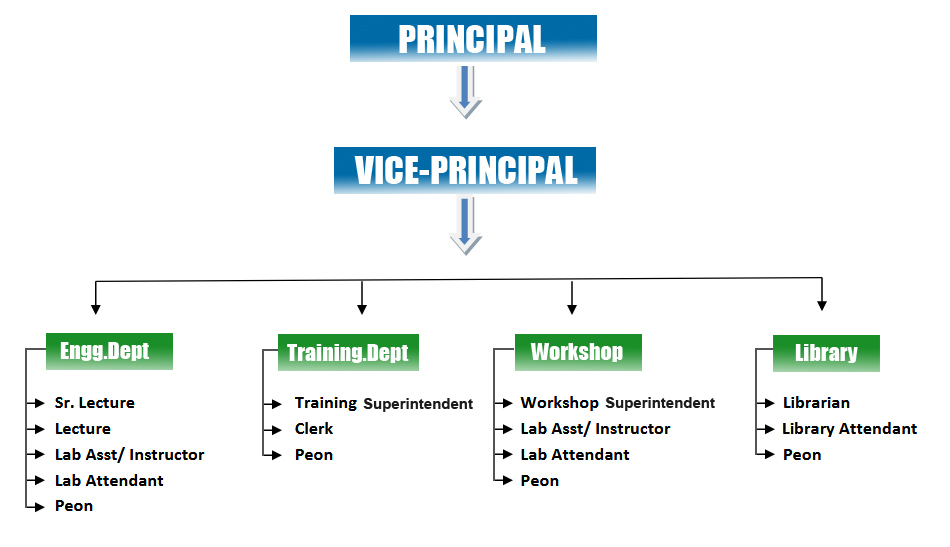 PRINCIPAL
VICE-PRINCIPAL
Engg.Dept
Sr. Lecture
Lecture
Lab Asst/ Instructor
Lab Attendant
Peon
Training.Dept
Training Superintendent
Clerk
Peon
Workshop
Workshop Superintendent
Lab Asst/ Instructor
Lab Attendant
Peon
Library
Librarian
Library Attendant
Peon